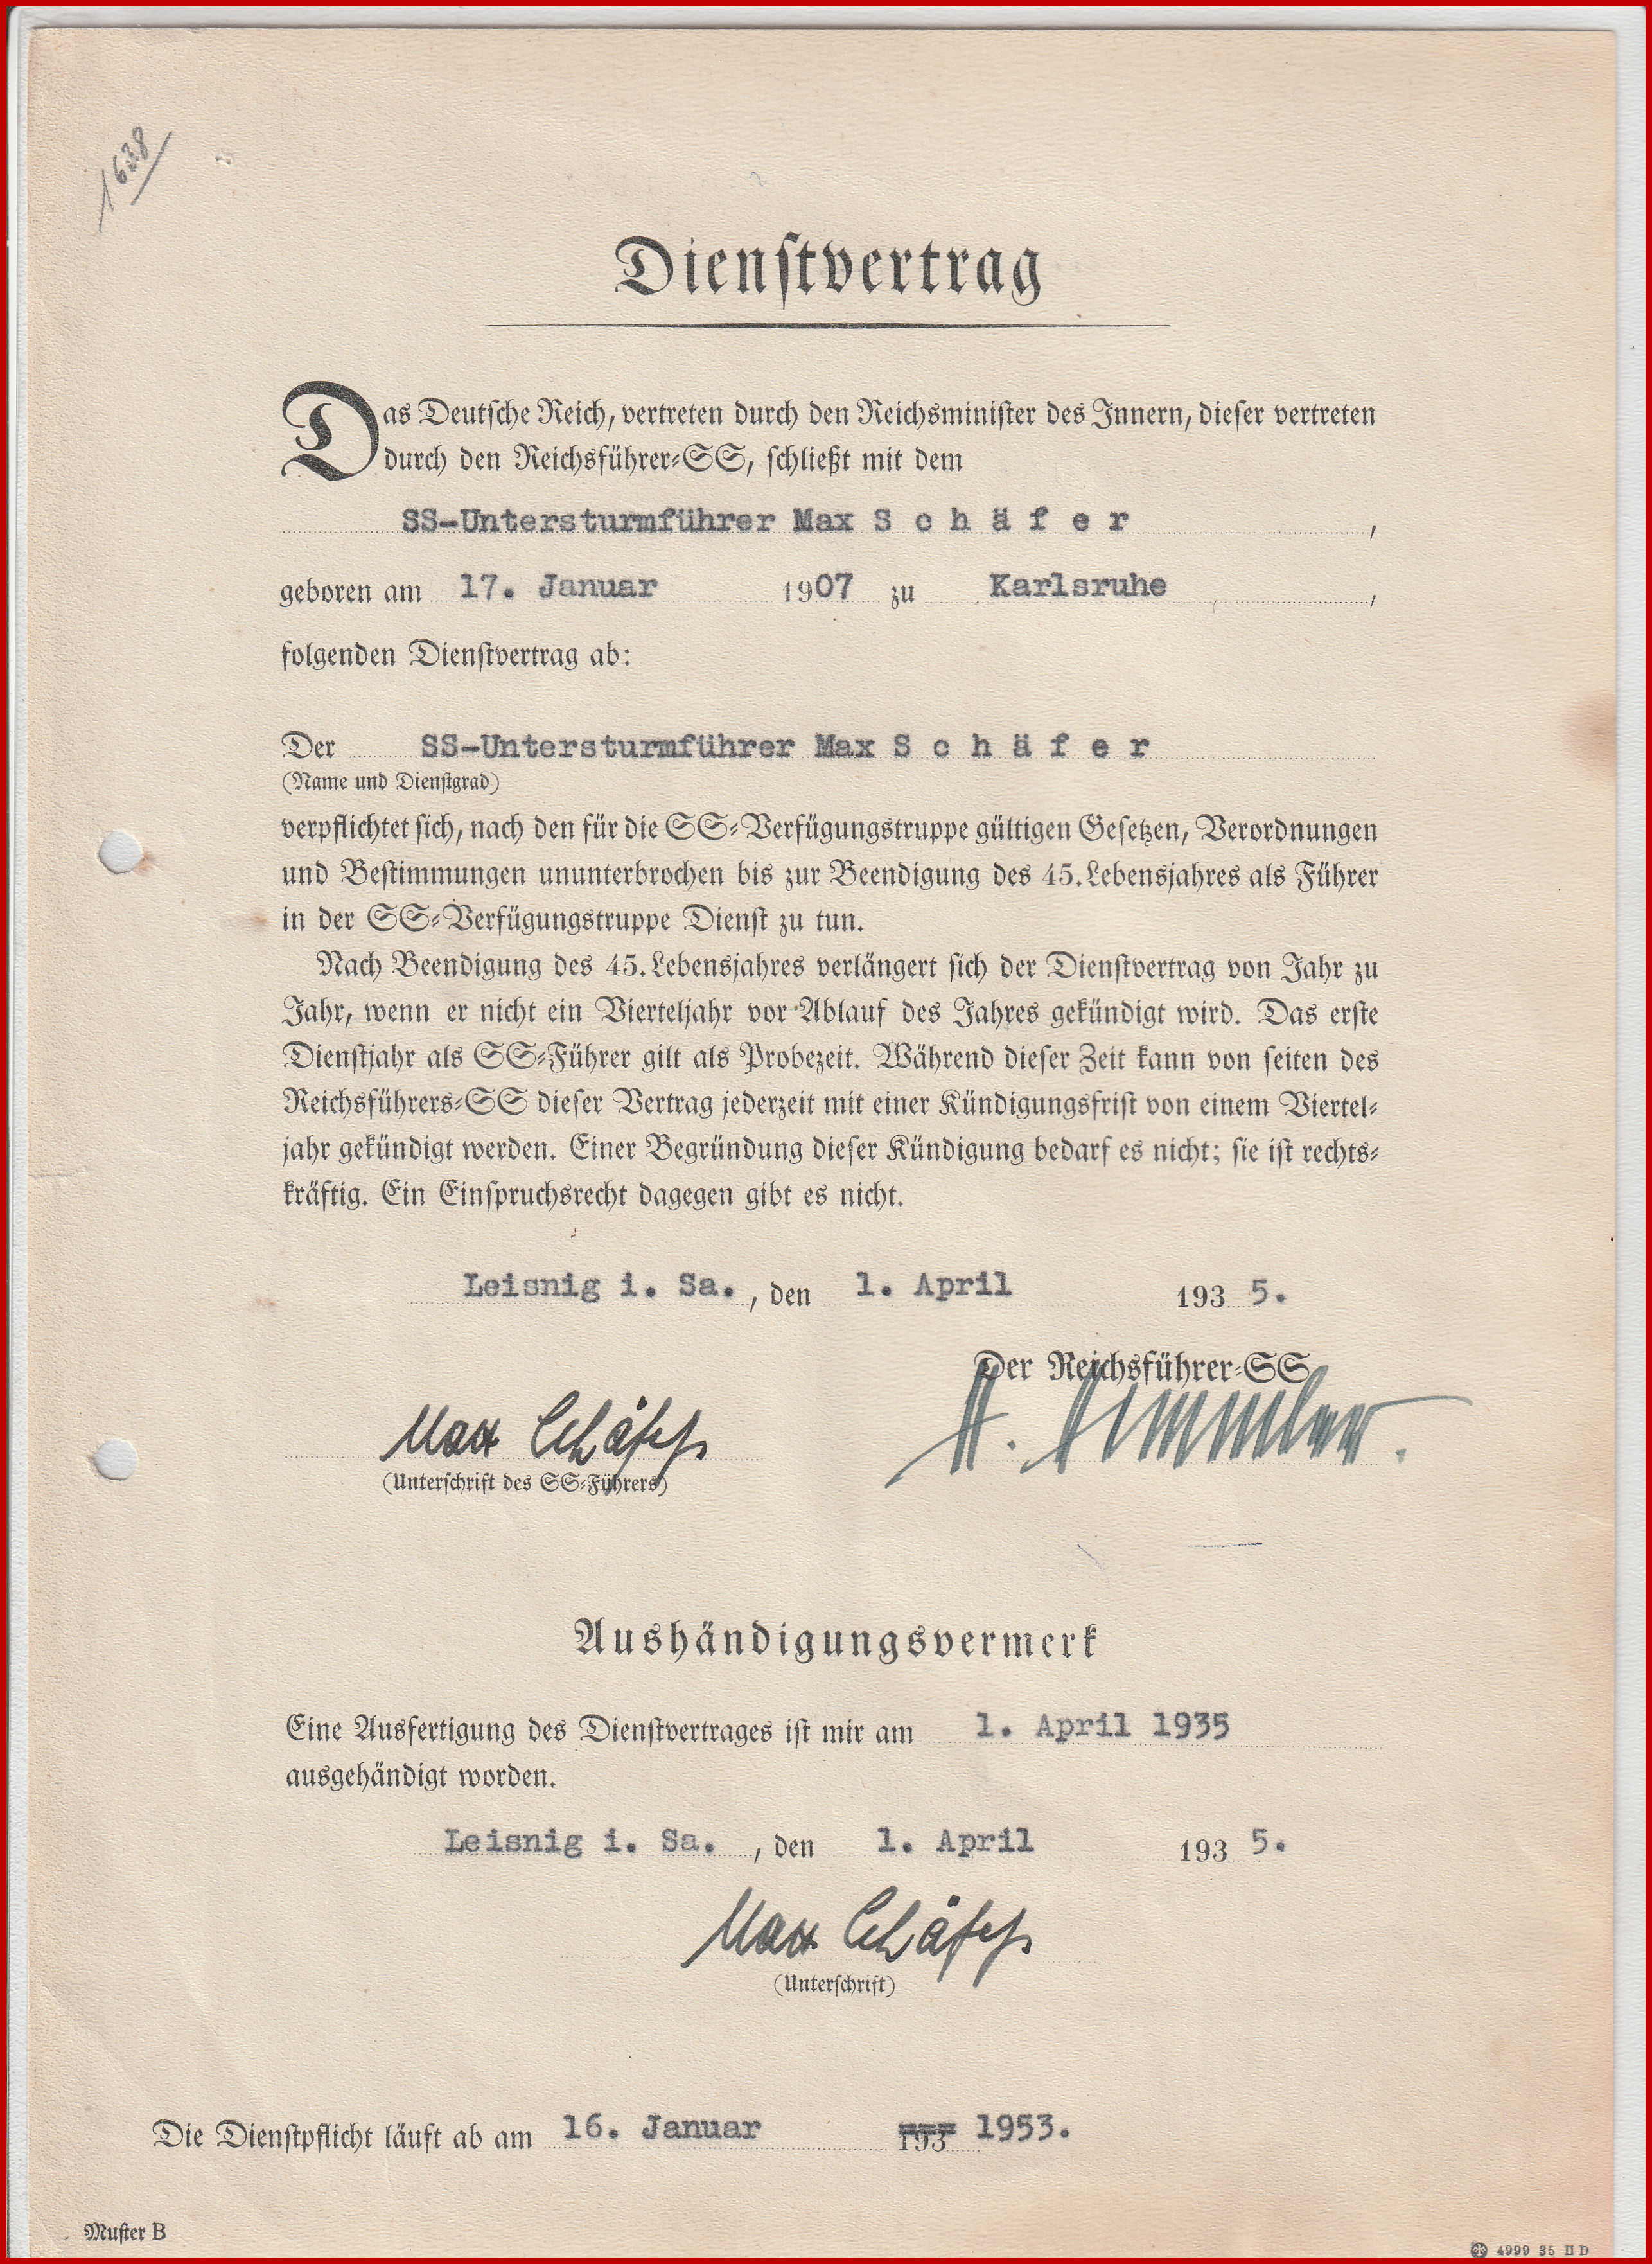 1638
Dienstvertrag
Das Deutsche Reich, vertreten durch den Reichsminister des Innern, dieser vertreten
durch den Reichsführer-SS, schließt mit dem
SS-Untersturmführer Max S c h ä f e r ,
geboren am 17. Januar 1907 zu Karlsruhe ,
folgenden Dienstvertrag ab:
Der SS-Untersturmführer Max S c h ä f e r
(Name und Dienstgrad)
verpflichtet sich, nach den für die SS-Verfügungstruppe gültigen Gesetzen, Verordnungen
und Bestimmungen ununterbrochen bis zur Beendigung des 45. Lebensjahres als Führer
in der SS-Verfügungstruppe Dienst zu tun.
Nach Beendigung des 45. Lebensjahres verlängert sich der Dienstvertrag von Jahr zu
Jahr, wenn er nicht ein Vierteljahr vor Ablauf des Jahres gekündigt wird. Das erste
Dienstjahr als SS-Führer gilt als Probezeit. Während dieser Zeit kann von seiten des
Reichsführers-SS dieser Vertrag jederzeit mit einer Kündigungsfrist von einem Viertel-
jahr gekündigt werden. Einer Begründung dieser Kündigung bedarf es nicht; sie ist rechts-
kräftig. Ein Einspruchsrecht dagegen gibt es nicht.
Leisnig i. Sa. , den 1. April 193 5.
Der Reichsführer-SS
Max Schäfer H. Himmler.
(Unterschrift des SS-Führers)
Aushändigungsvermerk
Eine Ausfertigung des Dienstvertrages ist mir am 1. April 1935
ausgehändigt worden.
Leisnig i. Sa. , den 1. April 193 5.
Max Schäfer
(Unterschrift)
Die Dienstpflicht läuft ab am 16. Januar 193 1953.
Muster B
4999 35 II D